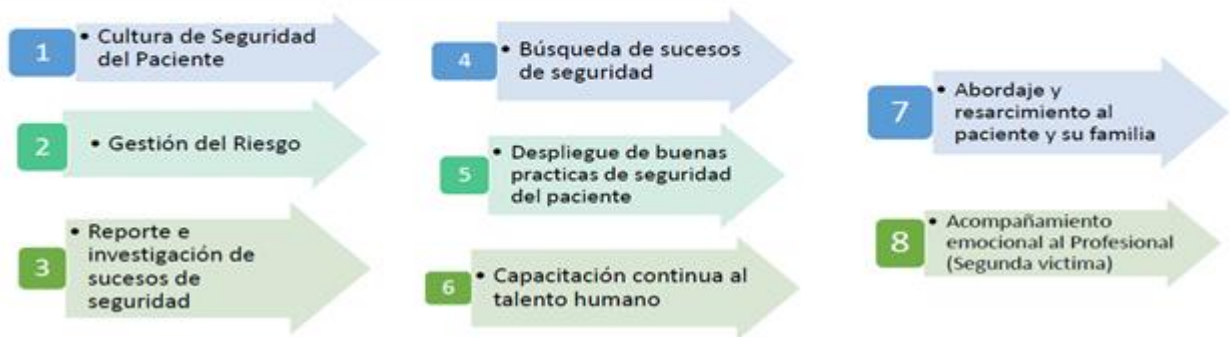 1
• Cultura de Seguridad
del Paciente
2
• Gestión del Riesgo
3
• Reporte e
investigación de
sucesos de
seguridad
4
• Búsqueda de sucesos
de seguridad
5
• Despliegue de buenas
practicas de seguridad
del paciente
6
• Capacitación continua al
talento humano
7
• Abordaje y
resarcimiento al
paciente y su familia
8
• Acompañamiento
emocional al Profesional
(Segunda victima)